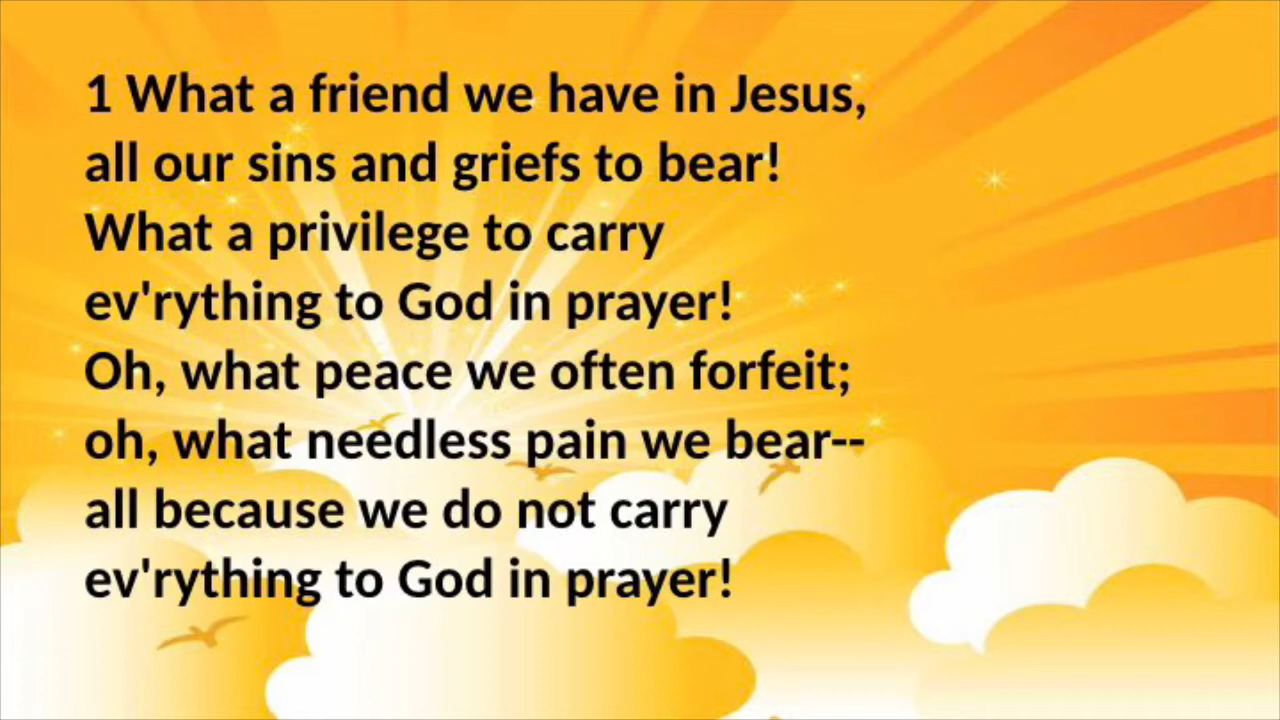 1 What a friend we have in Jesus,
all our sins and griefs to bear!
What a privilege to carry
ev'rything to God in prayer!
Oh, what peace we often forfeit;
oh, what needless pain we bear--
all because we do not carry
ev'rything to God in prayer!